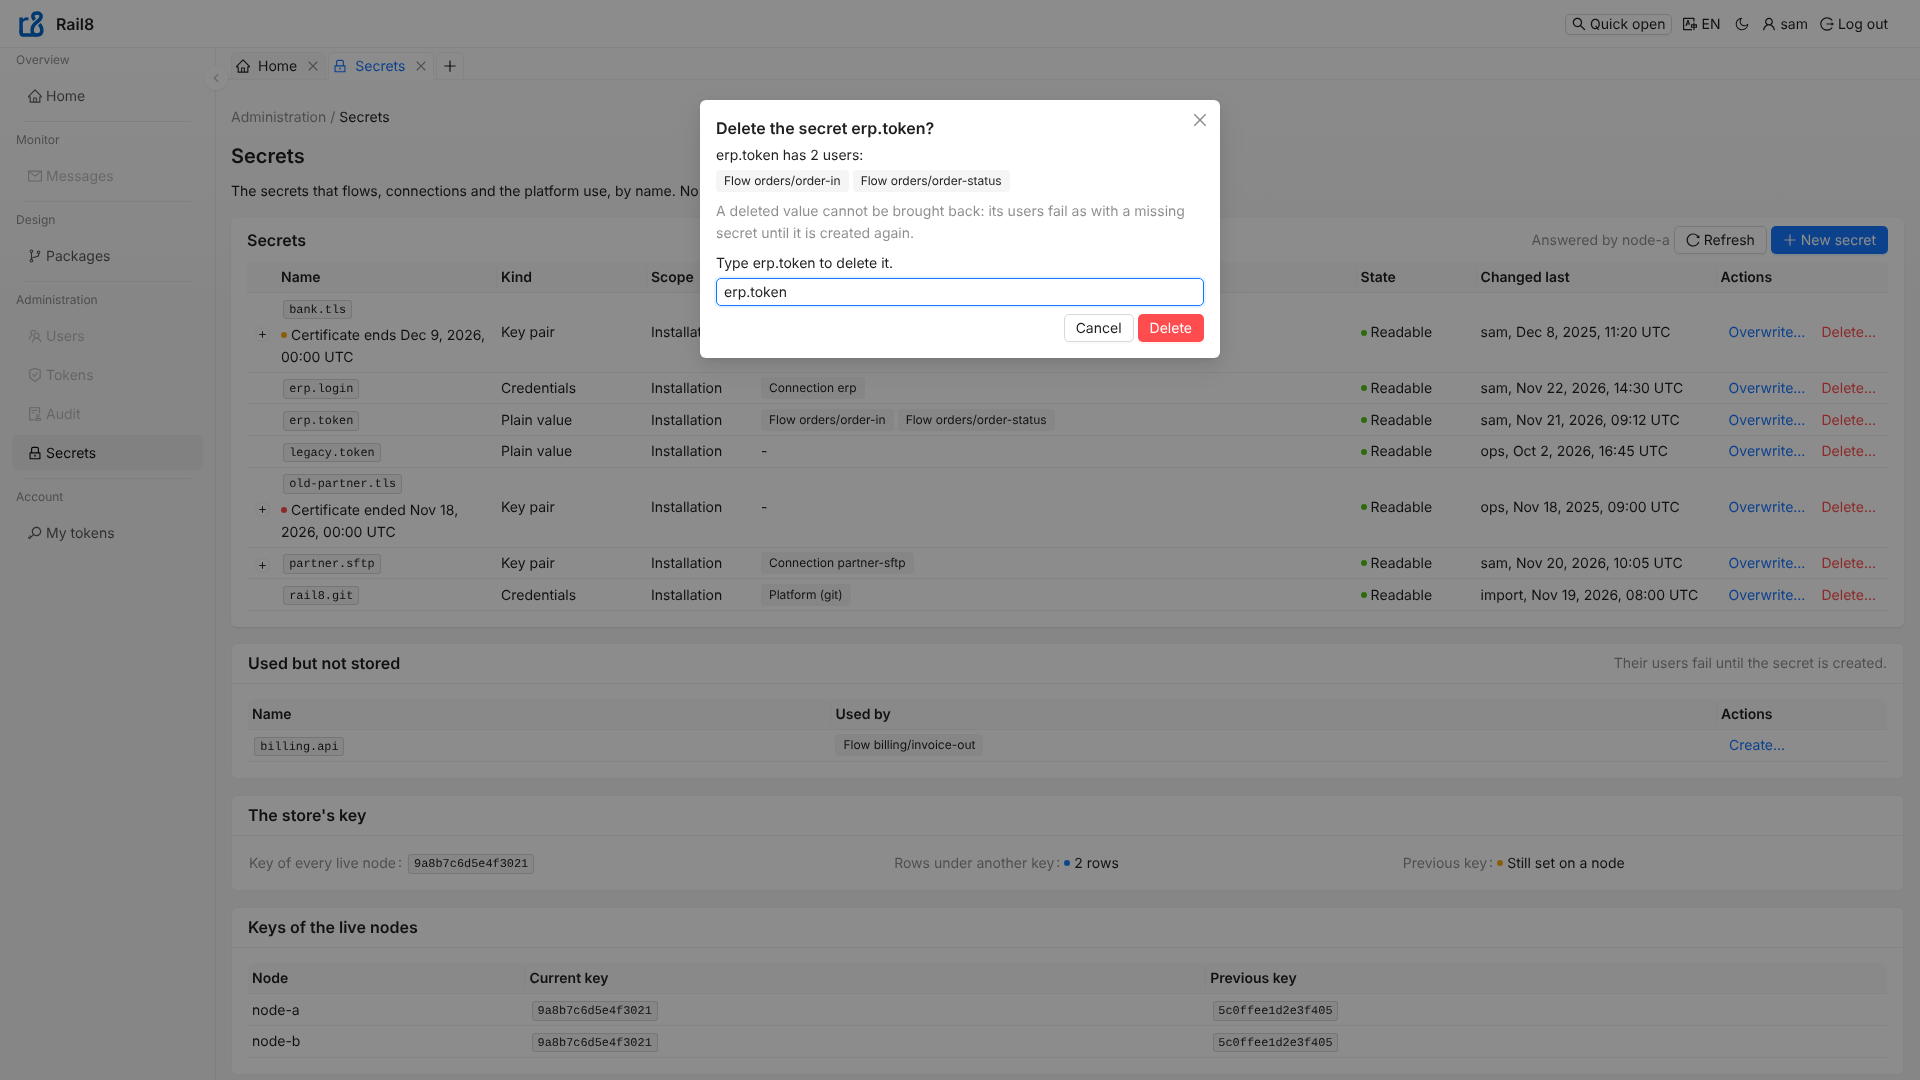 Rail8
Quick open
EN
sam
Log out
Overview
Home
Monitor
Messages
Design
Packages
Administration
Users
Tokens
Audit
Secrets
Account
My tokens
Home
Secrets
Administration / Secrets
Secrets
The secrets that flows, connections and the platform use, by name. No
Delete the secret erp.token?
erp.token has 2 users:
Flow orders/order-in Flow orders/order-status
A deleted value cannot be brought back: its users fail as with a missing
secret until it is created again.
Type erp.token to delete it.
erp.token
Cancel Delete
Secrets Answered by node-a Refresh + New secret
Name Kind Scope State Changed last Actions
bank.tls
Certificate ends Dec 9, 2026,
00:00 UTC
Key pair Installat Readable sam, Dec 8, 2025, 11:20 UTC Overwrite... Delete...
erp.login Credentials Installation Connection erp Readable sam, Nov 22, 2026, 14:30 UTC Overwrite... Delete...
erp.token Plain value Installation Flow orders/order-in Flow orders/order-status Readable sam, Nov 21, 2026, 09:12 UTC Overwrite... Delete...
legacy.token Plain value Installation - Readable ops, Oct 2, 2026, 16:45 UTC Overwrite... Delete...
old-partner.tls
Certificate ended Nov 18,
2026, 00:00 UTC
Key pair Installation - Readable ops, Nov 18, 2025, 09:00 UTC Overwrite... Delete...
partner.sftp Key pair Installation Connection partner-sftp Readable sam, Nov 20, 2026, 10:05 UTC Overwrite... Delete...
rail8.git Credentials Installation Platform (git) Readable import, Nov 19, 2026, 08:00 UTC Overwrite... Delete...
Used but not stored Their users fail until the secret is created.
Name Used by Actions
billing.api Flow billing/invoice-out Create...
The store's key
Key of every live node: 9a8b7c6d5e4f3021 Rows under another key: 2 rows Previous key: Still set on a node
Keys of the live nodes
Node Current key Previous key
node-a 9a8b7c6d5e4f3021 5c0ffee1d2e3f405
node-b 9a8b7c6d5e4f3021 5c0ffee1d2e3f405